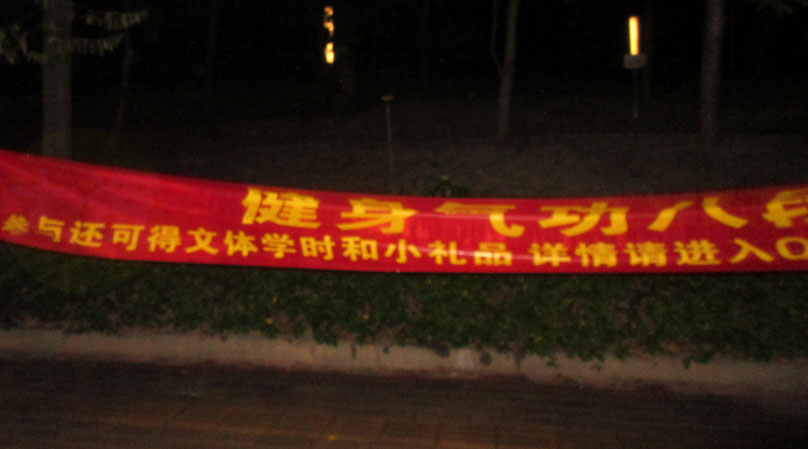 健身气功八
参与还可得文体学时和小礼品 详情请进入Q